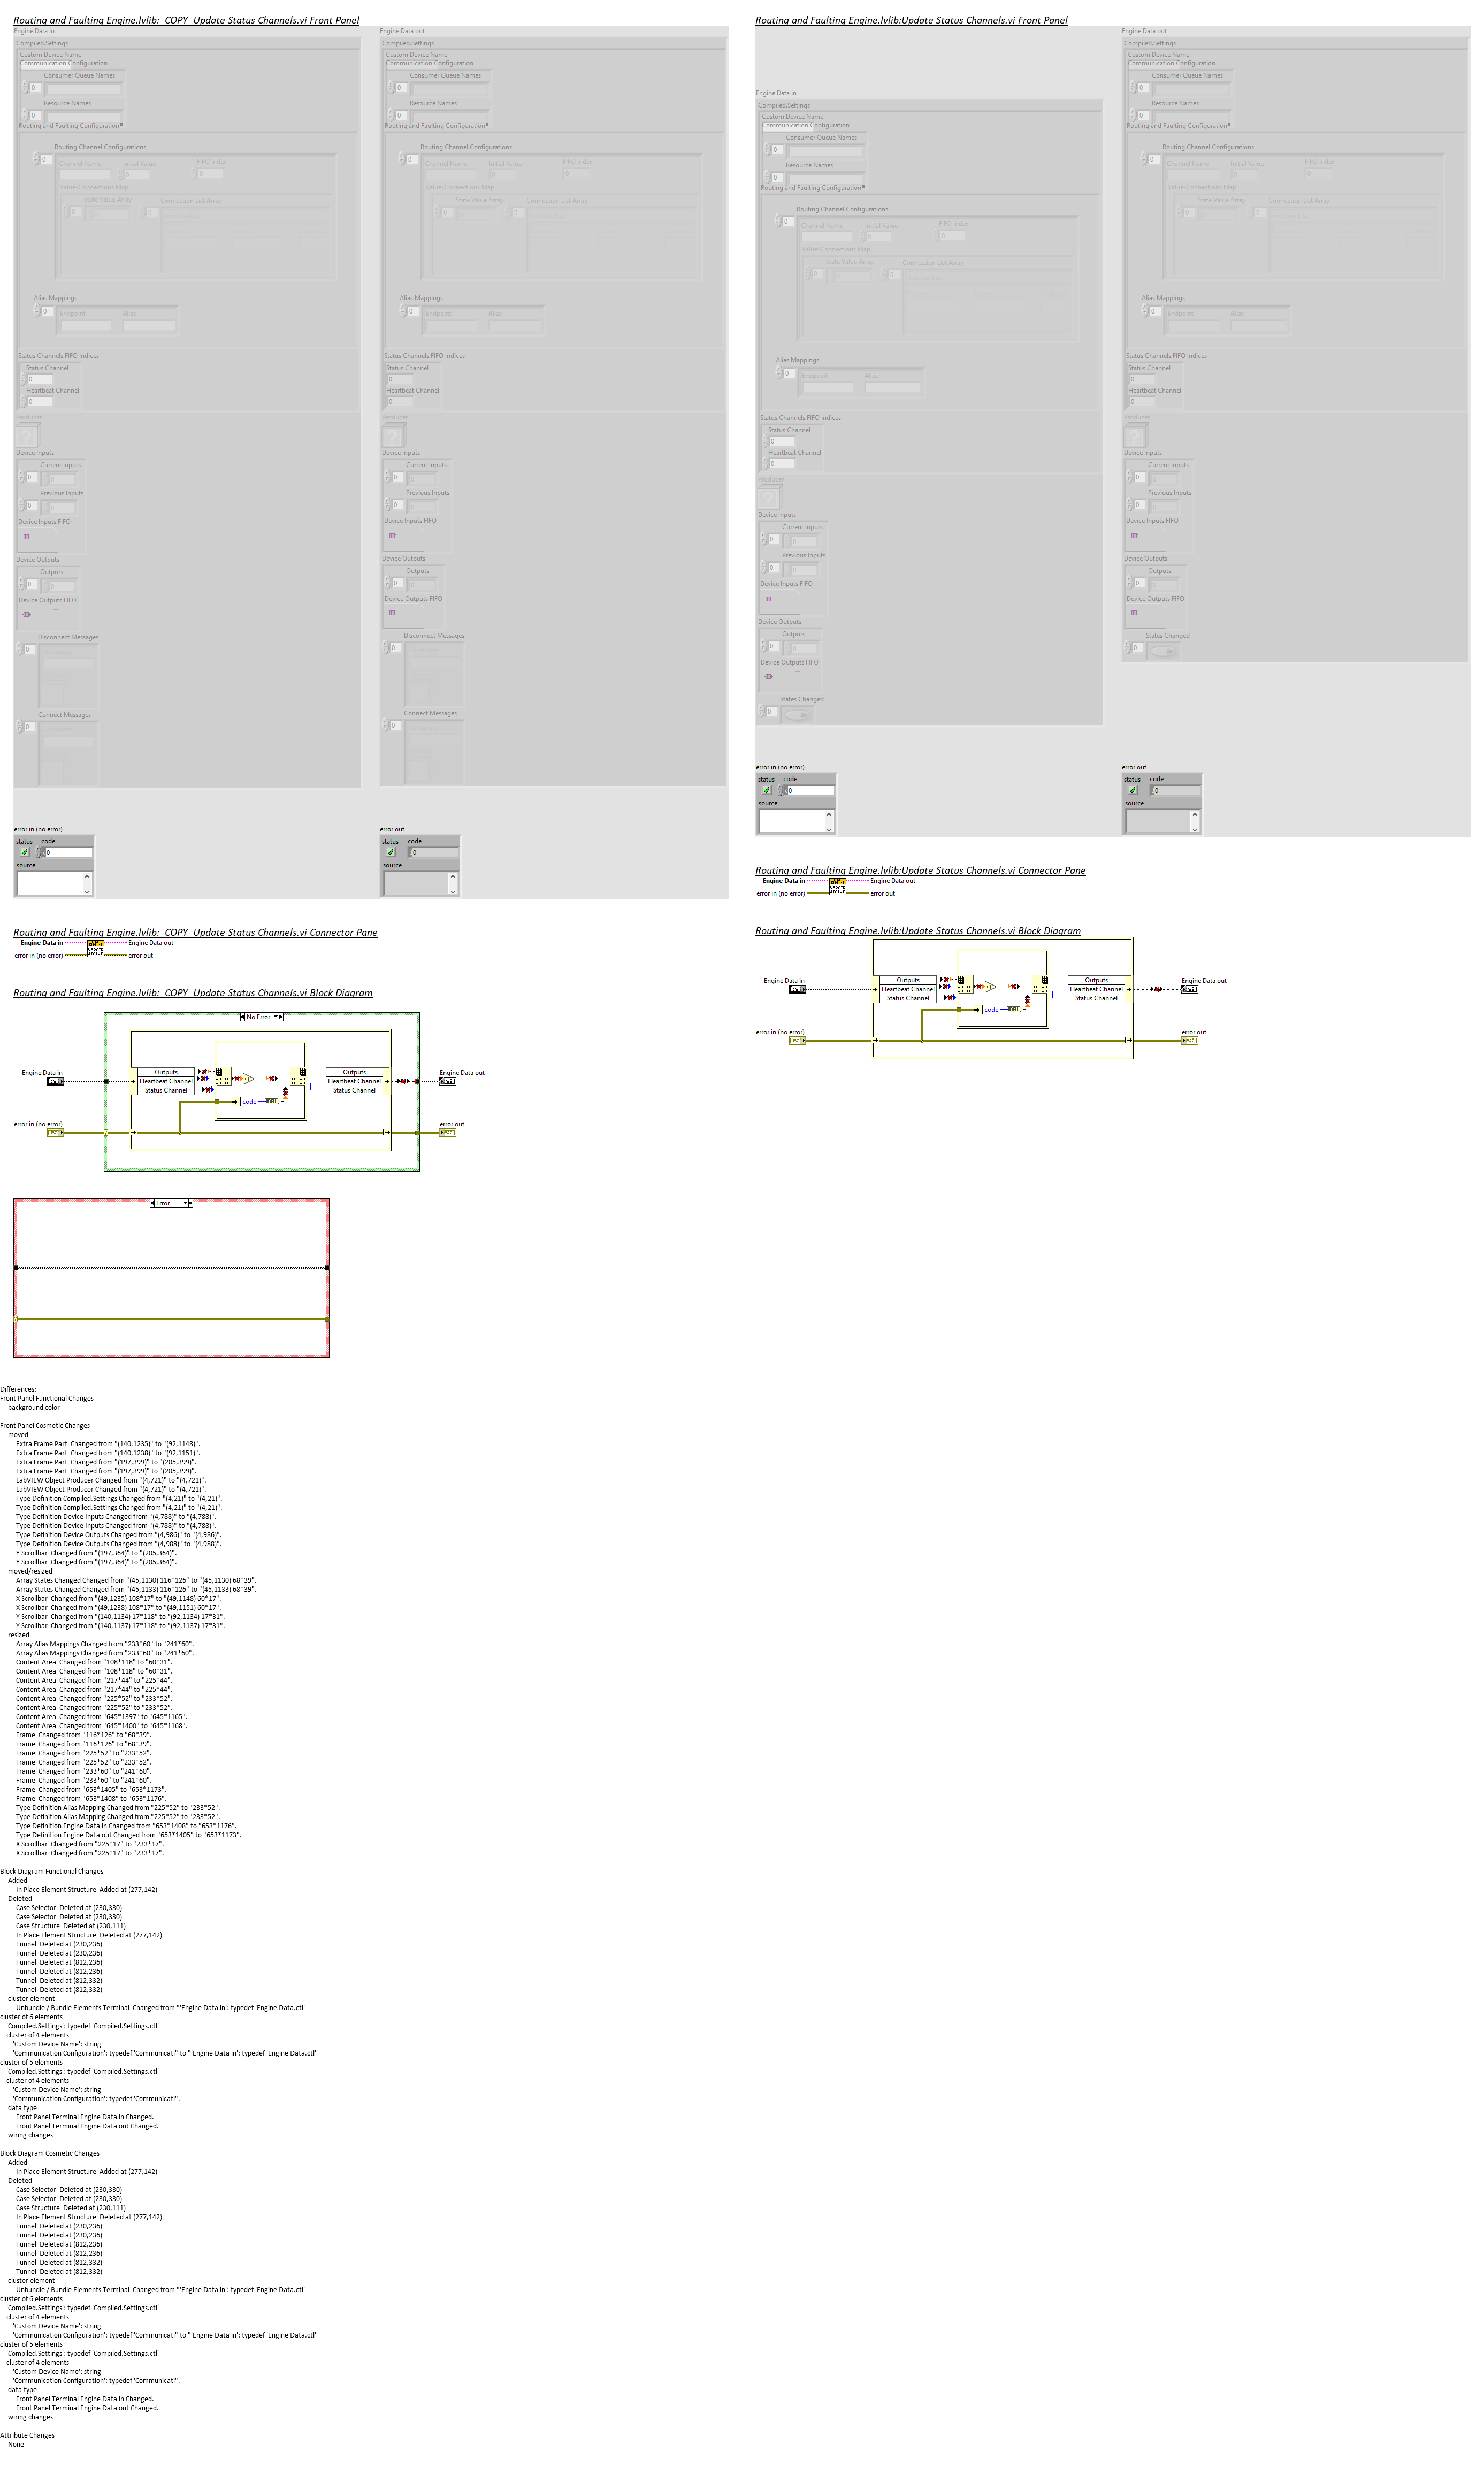 Routing and Faulting Engine.lvlib:_COPY_Update Status Channels.vi Front Panel
Engine Data in
Compiled.Settings
Custom Device Name
Communication Configuration
Consumer Queue Names
0
Resource Names
0
Routing and Faulting Configuration*
Routing Channel Configurations
0
Channel Name
Initial Value
FIFO Index
0
0
Value-Connections Map
State Value Array
Connection List Array
0
0
Alias Mappings
0
Endpoint
Alias
Status Channels FIFO Indices
Status Channel
0
Heartbeat Channel
0
Producer
Device Inputs
Current Inputs
0
0
Previous Inputs
0
0
Device Inputs FIFO
Device Outputs
Outputs
0
0
Device Outputs FIFO
Disconnect Messages
0
Connect Messages
0
error in (no error)
status
code
0
source
Engine Data out
Compiled.Settings
Custom Device Name
Communication Configuration
Consumer Queue Names
0
Resource Names
0
Routing and Faulting Configuration*
Routing Channel Configurations
0
Channel Name
Initial Value
FIFO Index
0
0
Value-Connections Map
State Value Array
Connection List Array
0
0
Alias Mappings
0
Endpoint
Alias
Status Channels FIFO Indices
Status Channel
0
Heartbeat Channel
0
Producer
Device Inputs
Current Inputs
0
0
Previous Inputs
0
0
Device Inputs FIFO
Device Outputs
Outputs
0
0
Device Outputs FIFO
Disconnect Messages
0
Connect Messages
0
error out
status
code
0
source
Routing and Faulting Engine.lvlib:_COPY_Update Status Channels.vi Connector Pane
Engine Data in
Engine Data out
UPDATE
STATUS
error in (no error)
error out
Routing and Faulting Engine.lvlib:_COPY_Update Status Channels.vi Block Diagram
No Error
Engine Data in
Outputs
Heartbeat Channel
Status Channel
code
DBL
Outputs
Heartbeat Channel
Status Channel
Engine Data out
error in (no error)
error out
Error
Routing and Faulting Engine.lvlib:Update Status Channels.vi Front Panel
Engine Data in
Compiled.Settings
Custom Device Name
Communication Configuration
Consumer Queue Names
0
Resource Names
0
Routing and Faulting Configuration*
Routing Channel Configurations
0
Channel Name
Initial Value
FIFO Index
0
0
Value-Connections Map
State Value Array
Connection List Array
0
0
Alias Mappings
0
Endpoint
Alias
Status Channels FIFO Indices
Status Channel
0
Heartbeat Channel
0
Producer
Device Inputs
Current Inputs
0
0
Previous Inputs
0
0
Device Inputs FIFO
Device Outputs
Outputs
0
0
Device Outputs FIFO
States Changed
0
error in (no error)
status
code
0
source
Engine Data out
Compiled.Settings
Custom Device Name
Communication Configuration
Consumer Queue Names
0
Resource Names
0
Routing and Faulting Configuration*
Routing Channel Configurations
0
Channel Name
Initial Value
FIFO Index
0
0
Value-Connections Map
State Value Array
Connection List Array
0
0
Alias Mappings
0
Endpoint
Alias
Status Channels FIFO Indices
Status Channel
0
Heartbeat Channel
0
Producer
Device Inputs
Current Inputs
0
0
Previous Inputs
0
0
Device Inputs FIFO
Device Outputs
Outputs
0
0
Device Outputs FIFO
States Changed
0
error out
status
code
0
source
Routing and Faulting Engine.lvlib:Update Status Channels.vi Connector Pane
Engine Data in
Engine Data out
UPDATE
STATUS
error in (no error)
error out
Routing and Faulting Engine.lvlib:Update Status Channels.vi Block Diagram
Engine Data in
Outputs
Heartbeat Channel
Status Channel
code
DBL
Outputs
Heartbeat Channel
Status Channel
Engine Data out
error in (no error)
error out
Differences:
Front Panel Functional Changes
background color
Front Panel Cosmetic Changes
moved
Extra Frame Part  Changed from "(140,1235)" to "(92,1148)".
Extra Frame Part  Changed from "(140,1238)" to "(92,1151)".
Extra Frame Part  Changed from "(197,399)" to "(205,399)".
Extra Frame Part  Changed from "(197,399)" to "(205,399)".
LabVIEW Object Producer Changed from "(4,721)" to "(4,721)".
LabVIEW Object Producer Changed from "(4,721)" to "(4,721)".
Type Definition Compiled.Settings Changed from "(4,21)" to "(4,21)".
Type Definition Compiled.Settings Changed from "(4,21)" to "(4,21)".
Type Definition Device Inputs Changed from "(4,788)" to "(4,788)".
Type Definition Device Inputs Changed from "(4,788)" to "(4,788)".
Type Definition Device Outputs Changed from "(4,986)" to "(4,986)".
Type Definition Device Outputs Changed from "(4,988)" to "(4,988)".
Y Scrollbar  Changed from "(197,364)" to "(205,364)".
Y Scrollbar  Changed from "(197,364)" to "(205,364)".
moved/resized
Array States Changed Changed from "(45,1130) 116*126" to "(45,1130) 68*39".
Array States Changed Changed from "(45,1133) 116*126" to "(45,1133) 68*39".
X Scrollbar  Changed from "(49,1235) 108*17" to "(49,1148) 60*17".
X Scrollbar  Changed from "(49,1238) 108*17" to "(49,1151) 60*17".
Y Scrollbar  Changed from "(140,1134) 17*118" to "(92,1134) 17*31".
Y Scrollbar  Changed from "(140,1137) 17*118" to "(92,1137) 17*31".
resized
Array Alias Mappings Changed from "233*60" to "241*60".
Array Alias Mappings Changed from "233*60" to "241*60".
Content Area  Changed from "108*118" to "60*31".
Content Area  Changed from "108*118" to "60*31".
Content Area  Changed from "217*44" to "225*44".
Content Area  Changed from "217*44" to "225*44".
Content Area  Changed from "225*52" to "233*52".
Content Area  Changed from "225*52" to "233*52".
Content Area  Changed from "645*1397" to "645*1165".
Content Area  Changed from "645*1400" to "645*1168".
Frame  Changed from "116*126" to "68*39".
Frame  Changed from "116*126" to "68*39".
Frame  Changed from "225*52" to "233*52".
Frame  Changed from "225*52" to "233*52".
Frame  Changed from "233*60" to "241*60".
Frame  Changed from "233*60" to "241*60".
Frame  Changed from "653*1405" to "653*1173".
Frame  Changed from "653*1408" to "653*1176".
Type Definition Alias Mapping Changed from "225*52" to "233*52".
Type Definition Alias Mapping Changed from "225*52" to "233*52".
Type Definition Engine Data in Changed from "653*1408" to "653*1176".
Type Definition Engine Data out Changed from "653*1405" to "653*1173".
X Scrollbar  Changed from "225*17" to "233*17".
X Scrollbar  Changed from "225*17" to "233*17".
Block Diagram Functional Changes
Added
In Place Element Structure  Added at (277,142)
Deleted
Case Selector  Deleted at (230,330)
Case Selector  Deleted at (230,330)
Case Structure  Deleted at (230,111)
In Place Element Structure  Deleted at (277,142)
Tunnel  Deleted at (230,236)
Tunnel  Deleted at (230,236)
Tunnel  Deleted at (812,236)
Tunnel  Deleted at (812,236)
Tunnel  Deleted at (812,332)
Tunnel  Deleted at (812,332)
cluster element
Unbundle / Bundle Elements Terminal  Changed from "'Engine Data in': typedef 'Engine Data.ctl'
cluster of 6 elements
'Compiled.Settings': typedef 'Compiled.Settings.ctl'
cluster of 4 elements
'Custom Device Name': string
'Communication Configuration': typedef 'Communicati" to "'Engine Data in': typedef 'Engine Data.ctl'
cluster of 5 elements
'Compiled.Settings': typedef 'Compiled.Settings.ctl'
cluster of 4 elements
'Custom Device Name': string
'Communication Configuration': typedef 'Communicati".
data type
Front Panel Terminal Engine Data in Changed.
Front Panel Terminal Engine Data out Changed.
wiring changes
Block Diagram Cosmetic Changes
Added
In Place Element Structure  Added at (277,142)
Deleted
Case Selector  Deleted at (230,330)
Case Selector  Deleted at (230,330)
Case Structure  Deleted at (230,111)
In Place Element Structure  Deleted at (277,142)
Tunnel  Deleted at (230,236)
Tunnel  Deleted at (230,236)
Tunnel  Deleted at (812,236)
Tunnel  Deleted at (812,236)
Tunnel  Deleted at (812,332)
Tunnel  Deleted at (812,332)
cluster element
Unbundle / Bundle Elements Terminal  Changed from "'Engine Data in': typedef 'Engine Data.ctl'
cluster of 6 elements
'Compiled.Settings': typedef 'Compiled.Settings.ctl'
cluster of 4 elements
'Custom Device Name': string
'Communication Configuration': typedef 'Communicati" to "'Engine Data in': typedef 'Engine Data.ctl'
cluster of 5 elements
'Compiled.Settings': typedef 'Compiled.Settings.ctl'
cluster of 4 elements
'Custom Device Name': string
'Communication Configuration': typedef 'Communicati".
data type
Front Panel Terminal Engine Data in Changed.
Front Panel Terminal Engine Data out Changed.
wiring changes
Attribute Changes
None